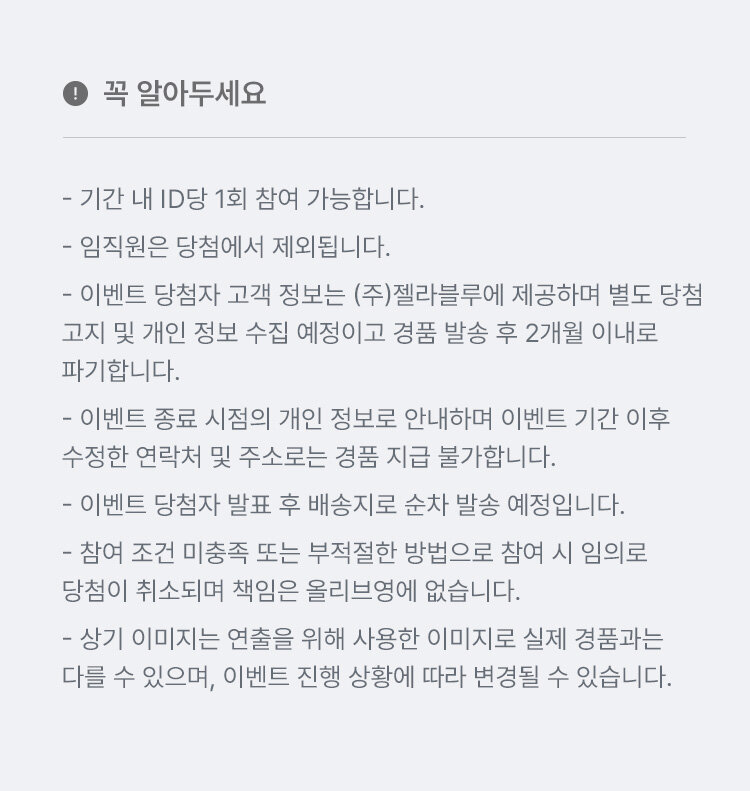 꼭 알아두세요
- 기간 내 ID당 1회 참여 가능합니다.
- 임직원은 당첨에서 제외됩니다.
- 이벤트 당첨자 고객 정보는 (주)젤라블루에 제공하며 별도 당첨
고지 및 개인 정보 수집 예정이고 경품 발송 후 2개월 이내로
파기합니다.
- 이벤트 종료 시점의 개인 정보로 안내하며 이벤트 기간 이후
수정한 연락처 및 주소로는 경품 지급 불가합니다.
- 이벤트 당첨자 발표 후 배송지로 순차 발송 예정입니다.
- 참여 조건 미충족 또는 부적절한 방법으로 참여 시 임의로
당첨이 취소되며 책임은 올리브영에 없습니다.
- 상기 이미지는 연출을 위해 사용한 이미지로 실제 경품과는
다를 수 있으며, 이벤트 진행 상황에 따라 변경될 수 있습니다.